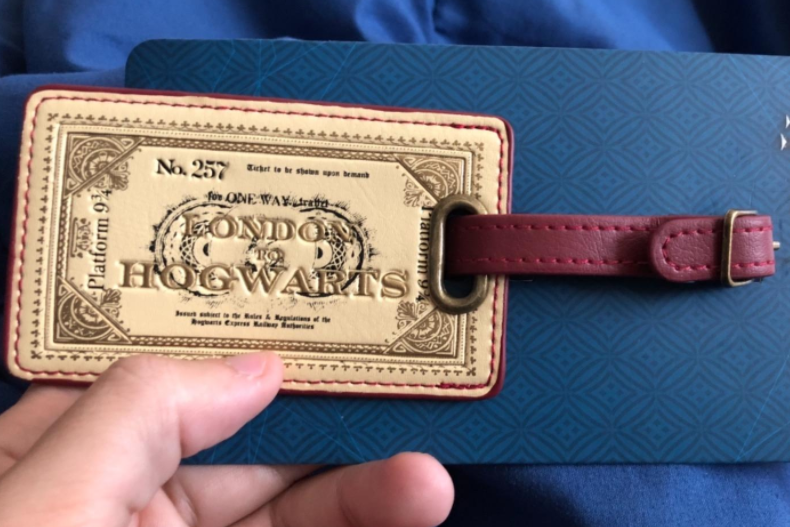 No. 257
Ticket to be shown upon demand
for ONE WAY travel
LONDON
TO
HOGWARTS
Issued subject to the Rules & Regulations of the
Hogwarts Express Railway Authorities
Platform 9¾
Platform 9¾